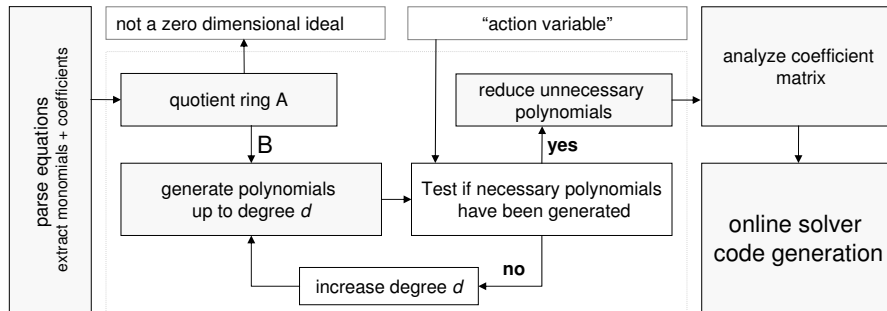 parse equations
extract monomials + coefficients
not a zero dimensional ideal
“action variable”
quotient ring A
B
generate polynomials
up to degree d
Test if necessary polynomials
have been generated
yes
no
increase degree d
reduce unnecessary
polynomials
analyze coefficient
matrix
online solver
code generation